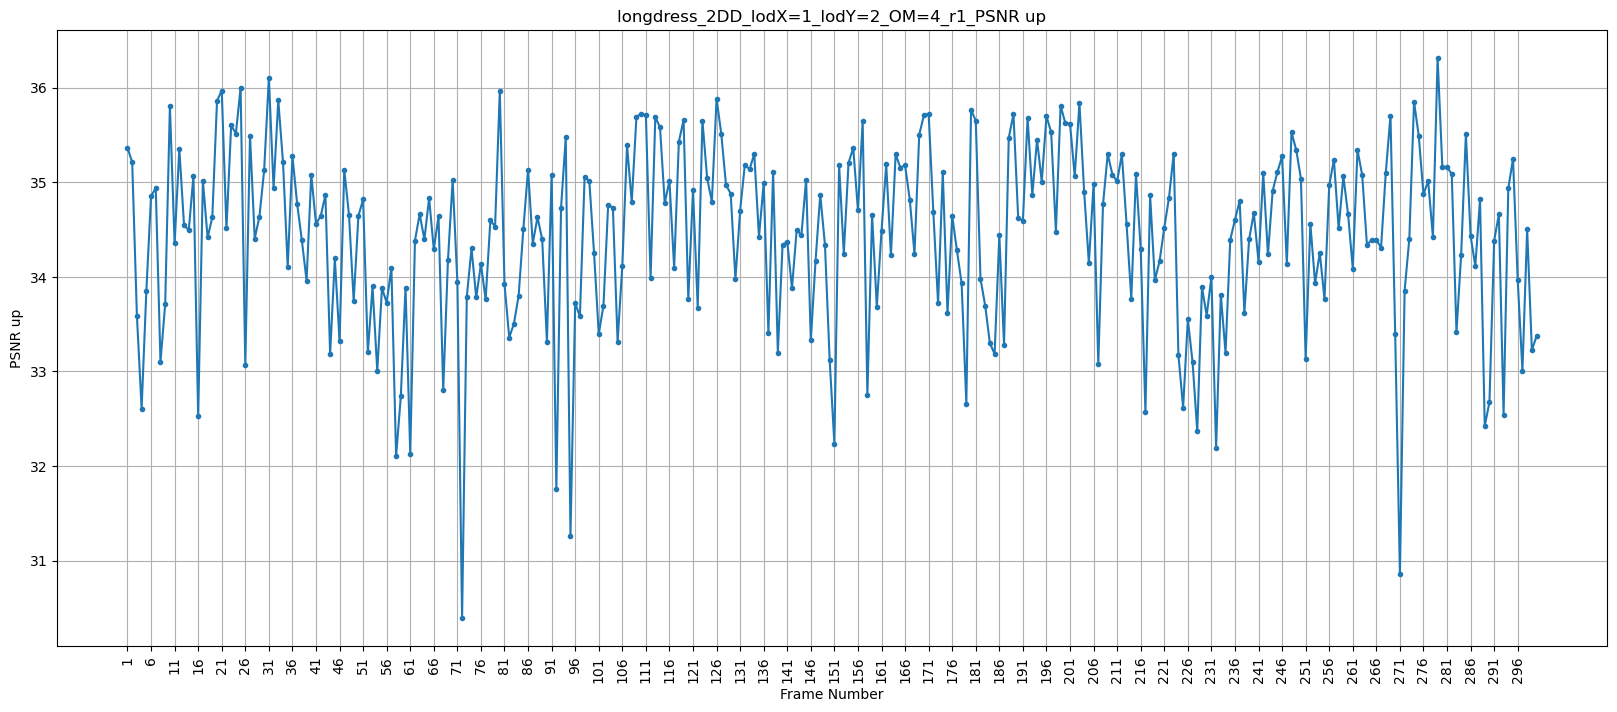 longdress_2DD_lodX=1_lodY=2_OM=4_r1_PSNR up
PSNR up
36
35
34
33
32
31
1 6 11 16 21 26 31 36 41 46 51 56 61 66 71 76 81 86 91 96 101 106 111 116 121 126 131 136 141 146 151 156 161 166 171 176 181 186 191 196 201 206 211 216 221 226 231 236 241 246 251 256 261 266 271 276 281 286 291 296
Frame Number